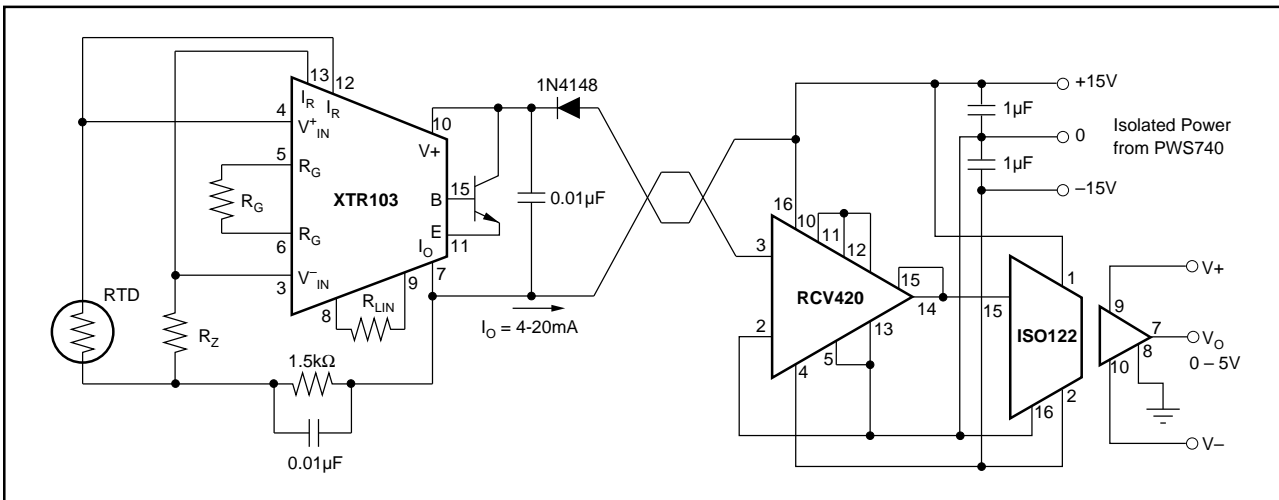 1N4148
+15V
13
12
16
1µF
I_R
I_R
0
Isolated Power
from PWS740
4
V⁺_IN
10
V+
1µF
–15V
5
R_G
R_G
XTR103
B
15
0.01µF
16
10
11
12
R_G
6
E
11
I_O
3
1
V+
V⁻_IN
3
7
9
RCV420
15
14
15
ISO122
9
7
V_O
0 – 5V
RTD
R_Z
8
R_LIN
I_O = 4-20mA
2
13
5
4
8
10
2
16
1.5kΩ
0.01µF
V–